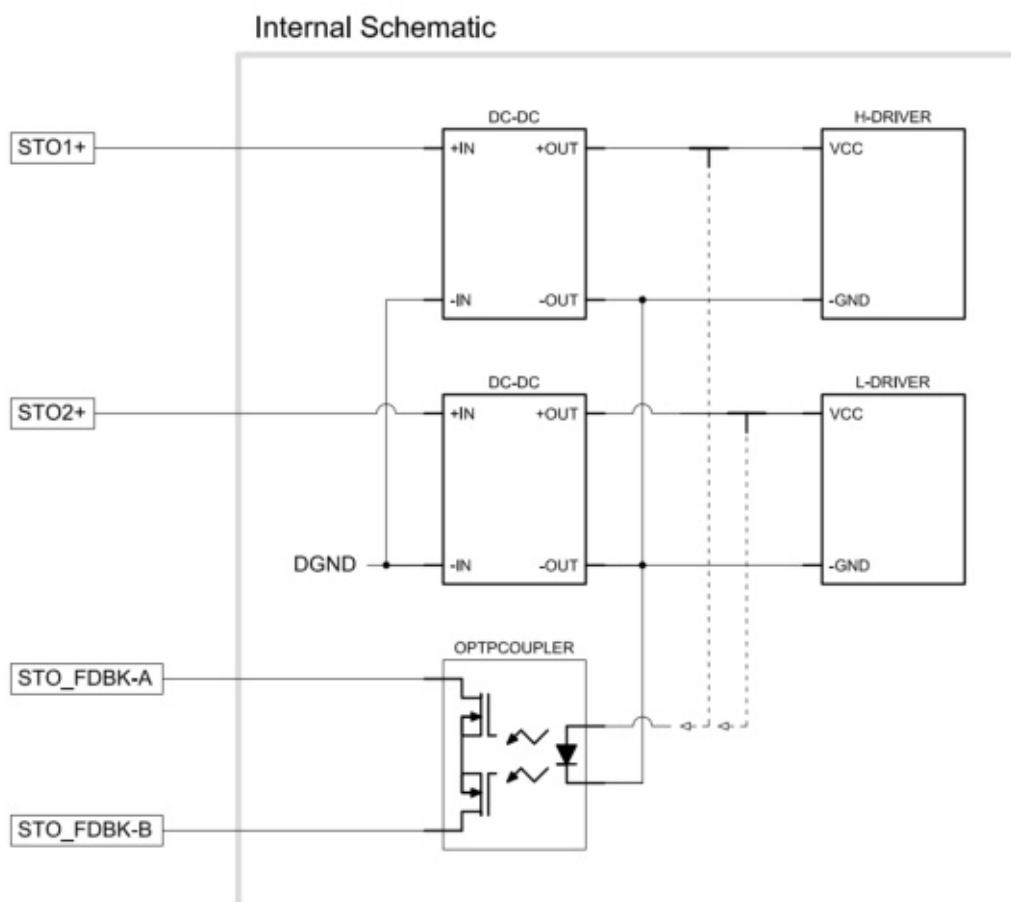 Internal Schematic
DC-DC
H-DRIVER
STO1+
+IN
+OUT
VCC
-IN
-OUT
-GND
DC-DC
L-DRIVER
STO2+
+IN
+OUT
VCC
DGND
-IN
-OUT
-GND
OPTPCOUPLER
STO_FDBK-A
STO_FDBK-B